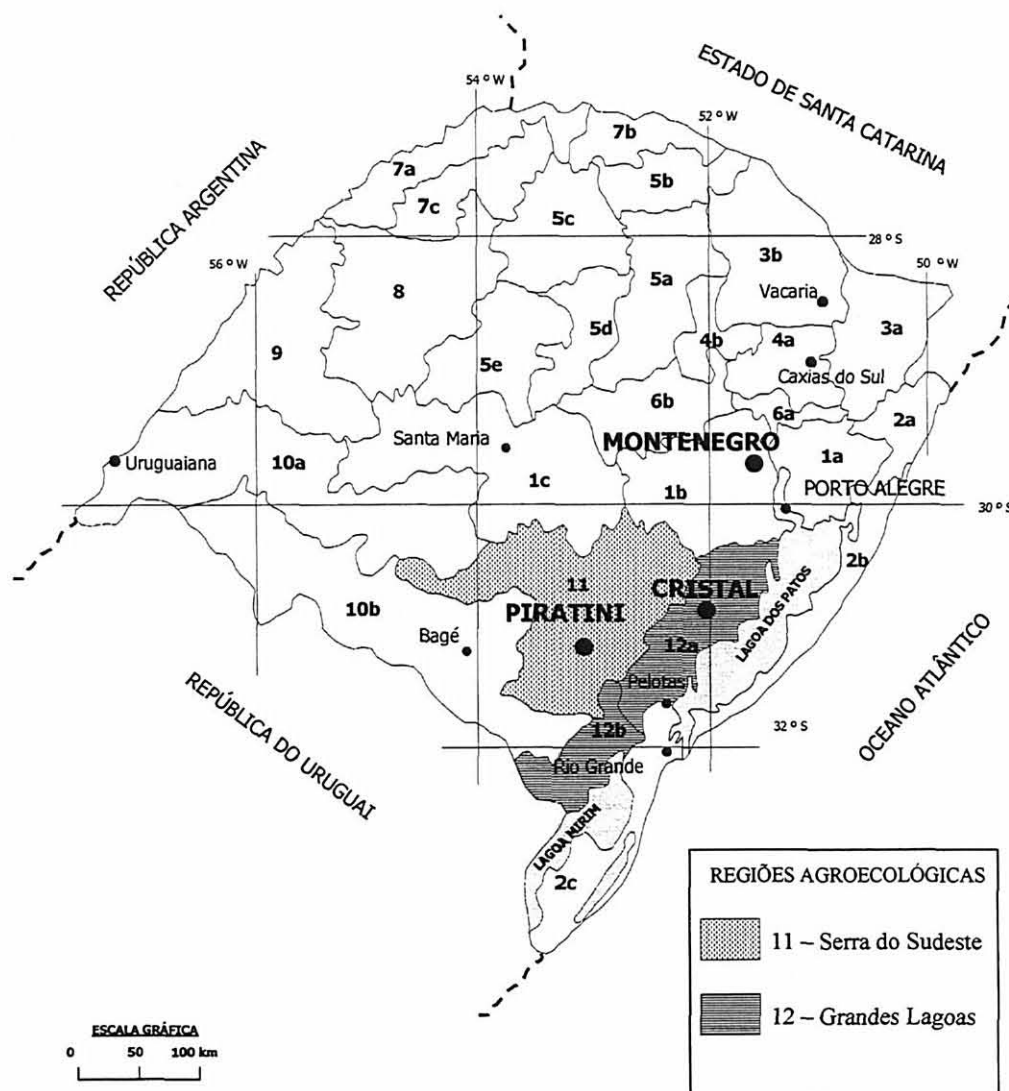 54 º W
ESTADO DE SANTA CATARINA
52 º W
7b
7a
5b
REPÚBLICA ARGENTINA
7c
5c
28 º S
56 º W
3b
50 º W
5a
8
Vacaria
3a
5d
4b
4a
9
5e
Caxias do Sul
6b
6a
2a
Santa Maria
MONTENEGRO
Uruguaiana
10a
1a
1c
1b
PORTO ALEGRE
30 º S
2b
11
CRISTAL
10b
PIRATINI
LAGOA DOS PATOS
Bagé
12a
OCEANO ATLÂNTICO
Pelotas
REPÚBLICA DO URUGUAI
12b
32 º S
Rio Grande
LAGOA MIRIM
2c
REGIÕES AGROECOLÓGICAS
11 – Serra do Sudeste
12 – Grandes Lagoas
ESCALA GRÁFICA
0 50 100 km